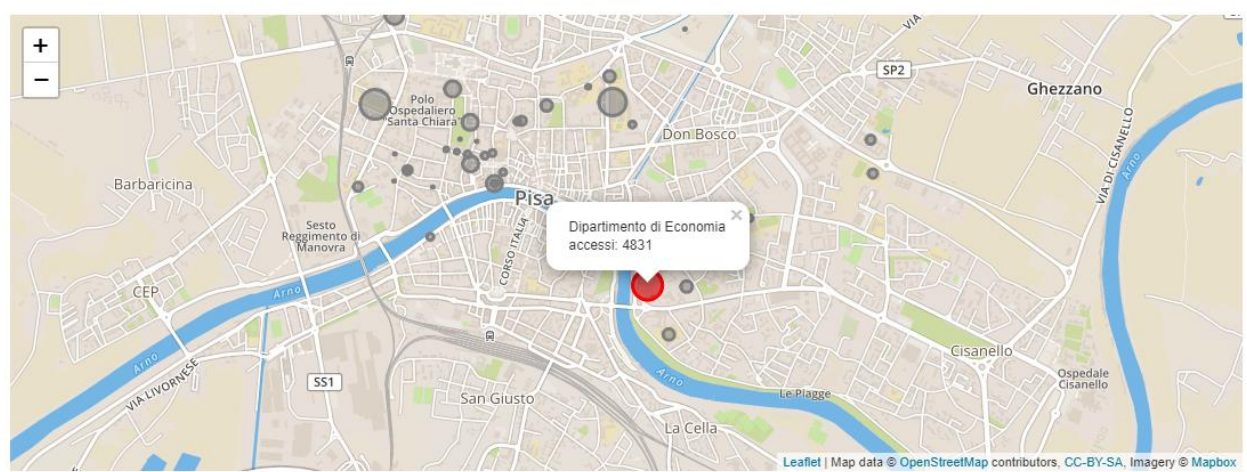 +
−
SP2
Ghezzano
Polo
Ospedaliero
Santa Chiara
Don Bosco
VIA DI CISANELLO
Arno
Barbaricina
Pisa
Sesto
Reggimento di
Manovra
CORSO ITALIA
Dipartimento di Economia
accessi: 4831
×
CEP
Arno
Arno
Cisanello
Ospedale
Cisanello
VIA LIVORNESE
SS1
San Giusto
Arno
Le Piagge
La Cella
Leaflet | Map data © OpenStreetMap contributors, CC-BY-SA, Imagery © Mapbox